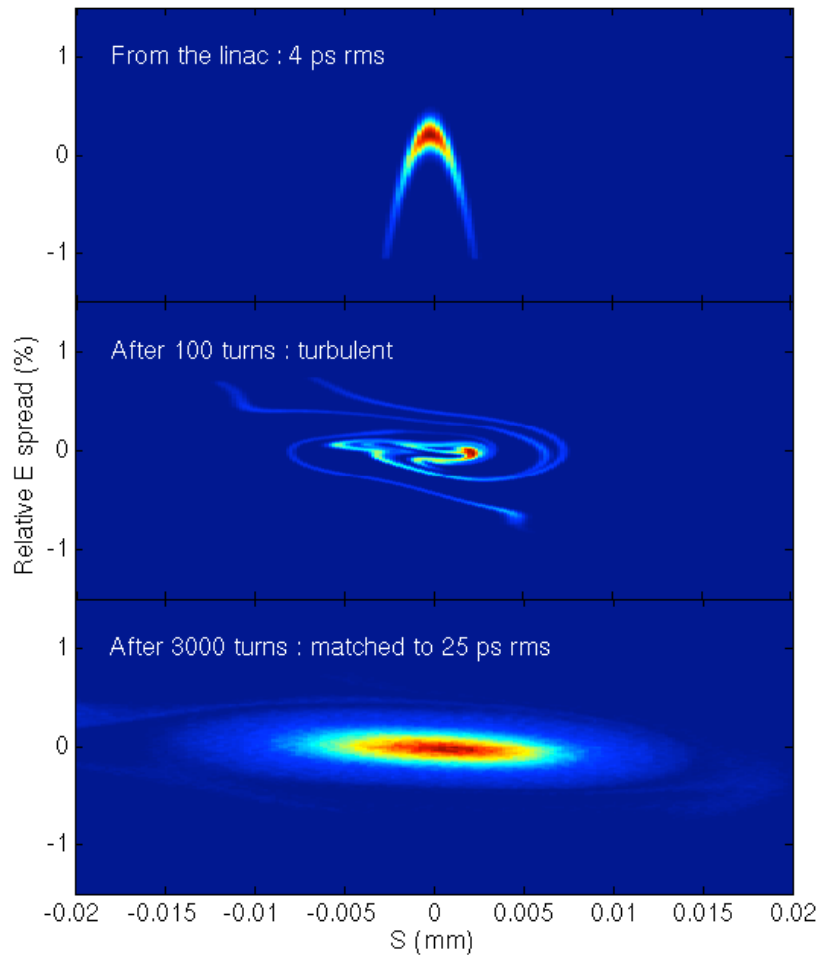 From the linac : 4 ps rms
1
0
-1
After 100 turns : turbulent
1
0
-1
Relative E spread (%)
After 3000 turns : matched to 25 ps rms
1
0
-1
-0.02 -0.015 -0.01 -0.005 0 0.005 0.01 0.015 0.02
S (mm)